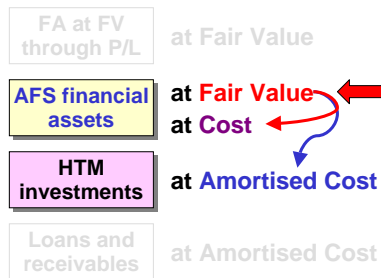 FA at FV
through P/L
at Fair Value
AFS financial
assets
at Fair Value
at Cost
HTM
investments
at Amortised Cost
Loans and
receivables
at Amortised Cost